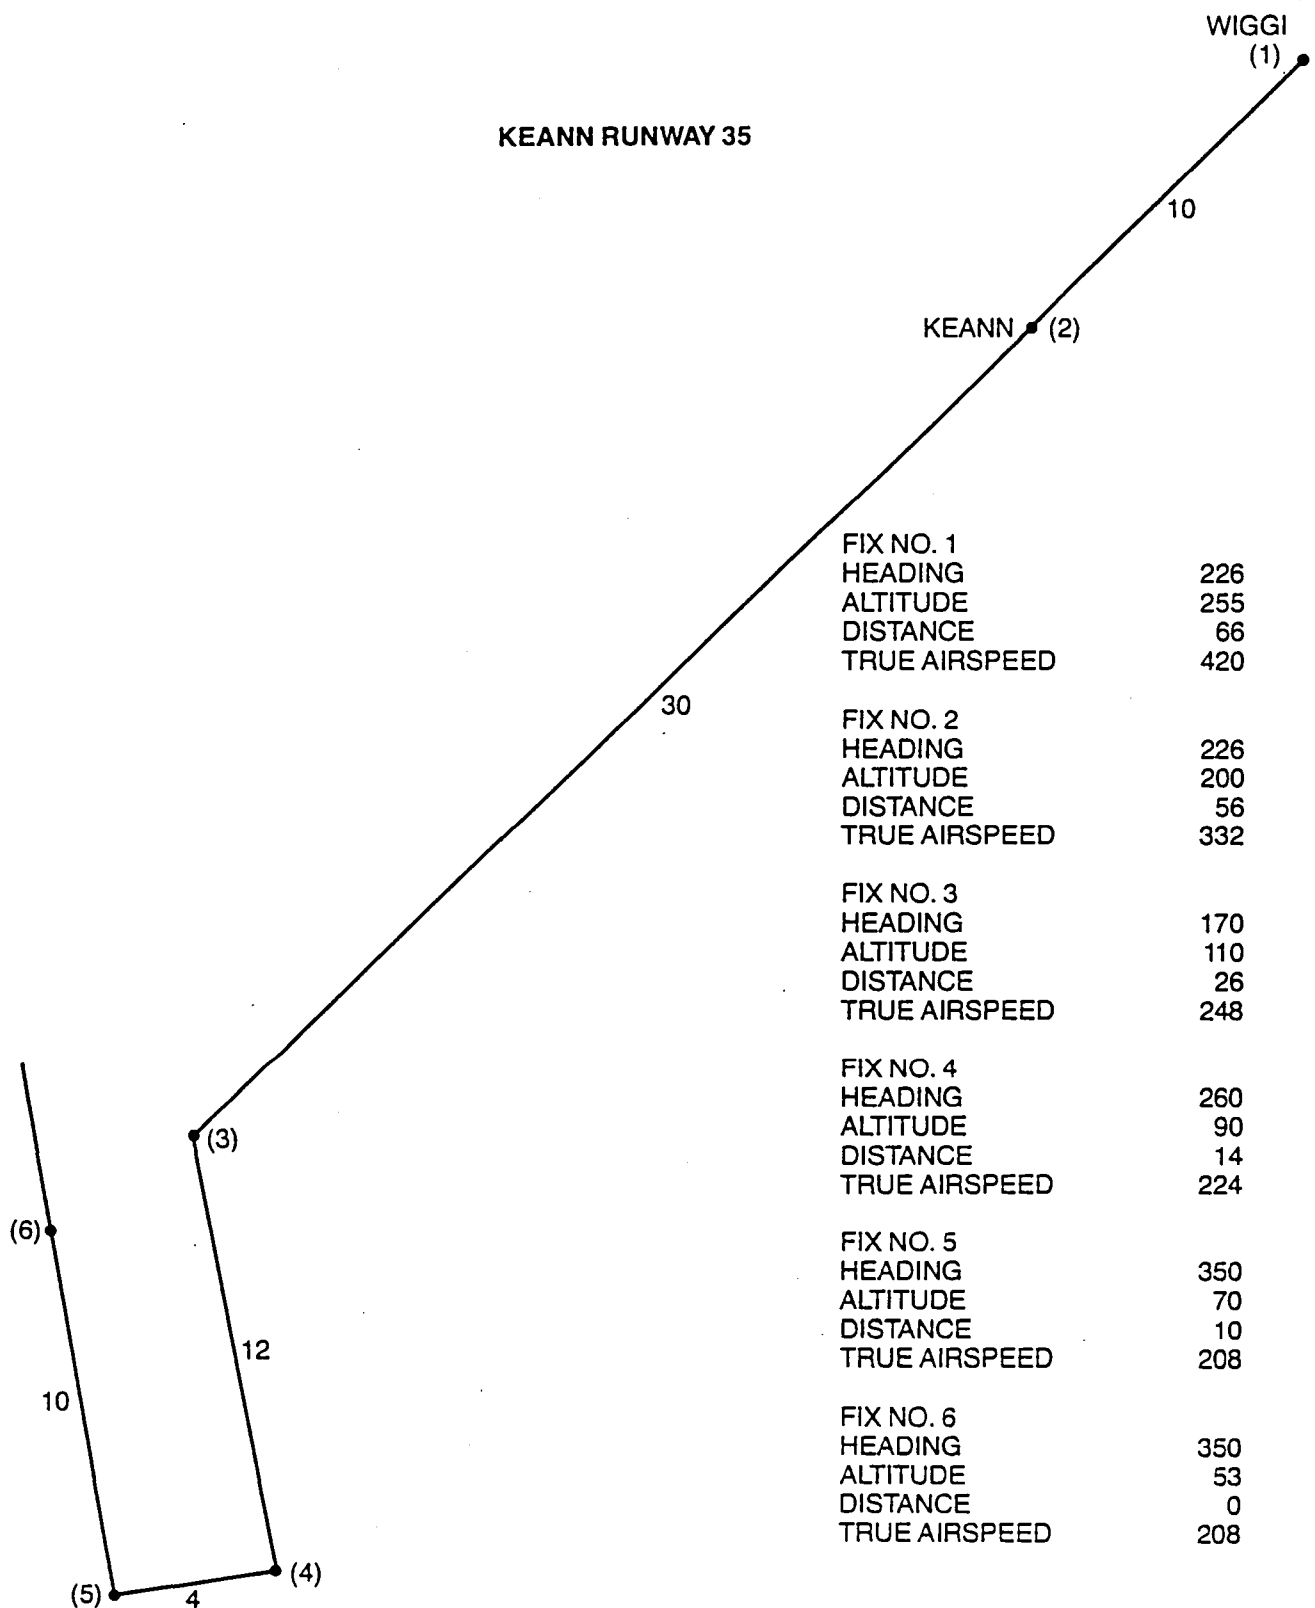 WIGGI
(1)
KEANN RUNWAY 35
10
KEANN (2)
30
FIX NO. 1
HEADING 226
ALTITUDE 255
DISTANCE 66
TRUE AIRSPEED 420
FIX NO. 2
HEADING 226
ALTITUDE 200
DISTANCE 56
TRUE AIRSPEED 332
FIX NO. 3
HEADING 170
ALTITUDE 110
DISTANCE 26
TRUE AIRSPEED 248
FIX NO. 4
HEADING 260
ALTITUDE 90
DISTANCE 14
TRUE AIRSPEED 224
FIX NO. 5
HEADING 350
ALTITUDE 70
DISTANCE 10
TRUE AIRSPEED 208
FIX NO. 6
HEADING 350
ALTITUDE 53
DISTANCE 0
TRUE AIRSPEED 208
(3)
(6)
12
10
(4)
(5)
4